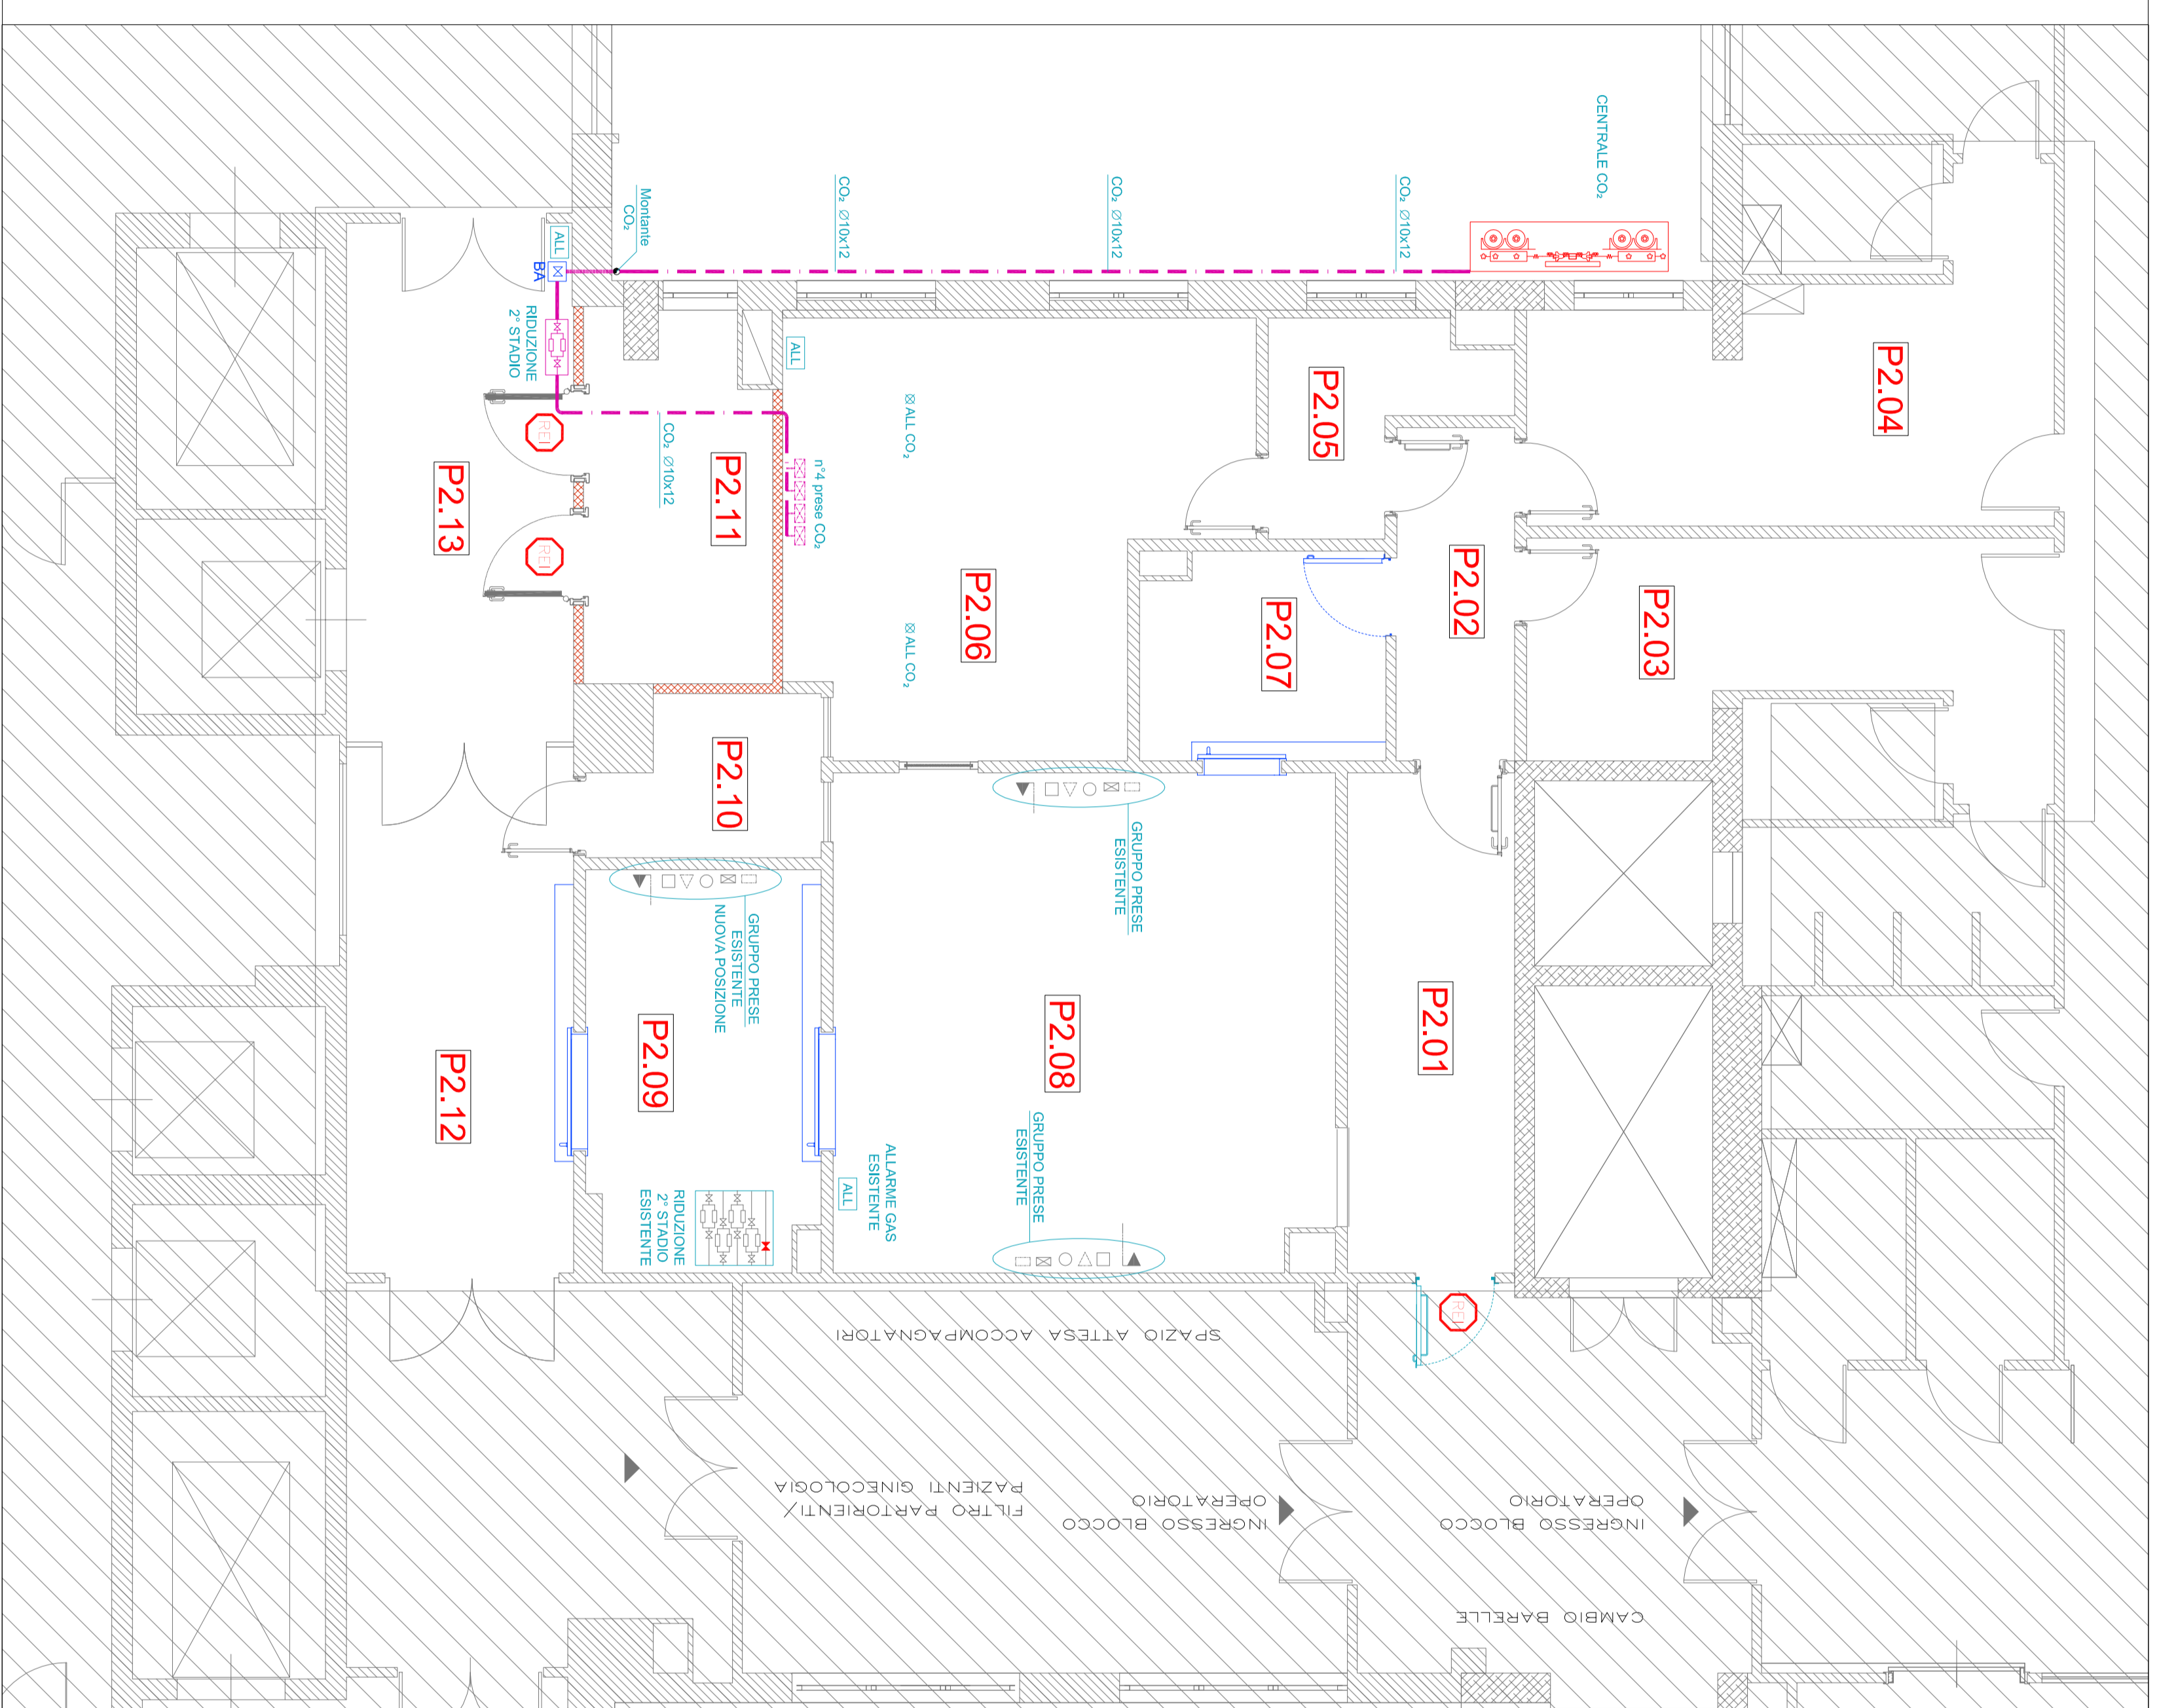 CENTRALE CO₂
CO₂ Ø10x12
CO₂ Ø10x12
CO₂ Ø10x12
Montante
CO₂
ALL
BA
RIDUZIONE
2° STADIO
ALL
P2.04
P2.05
ALL CO₂
CO₂ Ø10x12
n°4 prese CO₂
REI
P2.13
P2.11
REI
P2.06
ALL CO₂
P2.07
P2.02
P2.03
P2.10
GRUPPO PRESE
ESISTENTE
GRUPPO PRESE
ESISTENTE
NUOVA POSIZIONE
P2.01
P2.08
P2.09
P2.12
GRUPPO PRESE
ESISTENTE
ALLARME GAS
ESISTENTE
ALL
RIDUZIONE
2° STADIO
ESISTENTE
REI
SPAZIO ATTESA ACCOMPAGNATORI
FILTRO PARTORIENTI/
PAZIENTI GINECOLOGIA
INGRESSO BLOCCO
OPERATORIO
INGRESSO BLOCCO
OPERATORIO
CAMBIO BARELLE